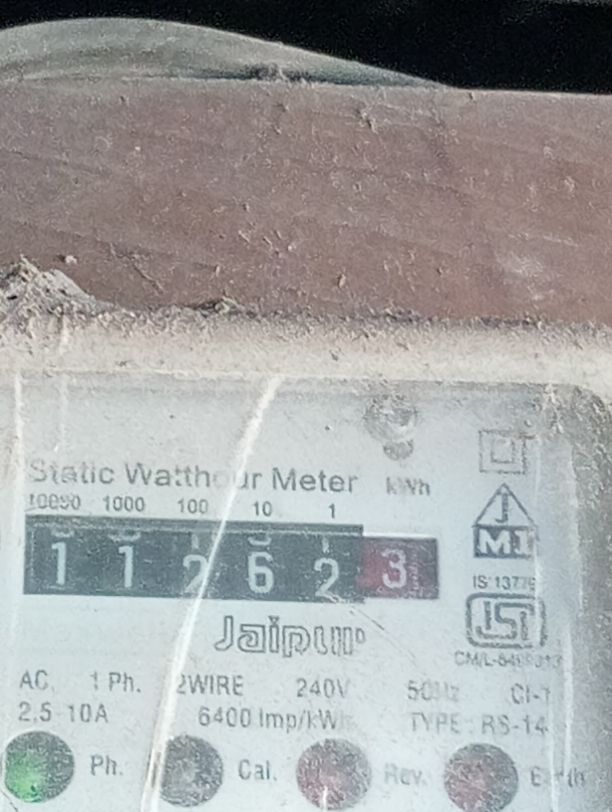 Static Watthour Meter
kWh
10000 1000 100 10 1
1 1 2 6 2 3
MI
IS 13779
ISI
Jaipur
CM/L-
AC 1 Ph. 2WIRE 240V 50Hz Cl-1
2.5-10A 6400 Imp/kWh TYPE : RS-14
Ph. Cal. Rev. Earth